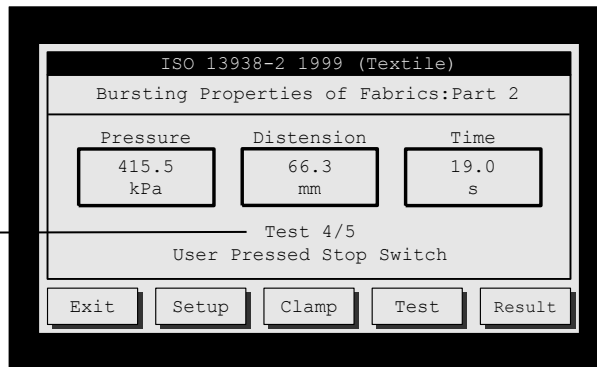 ISO 13938-2 1999 (Textile)
Bursting Properties of Fabrics:Part 2
Pressure Distension Time
415.5 66.3 19.0
kPa mm s
Test 4/5
User Pressed Stop Switch
Exit Setup Clamp Test Result